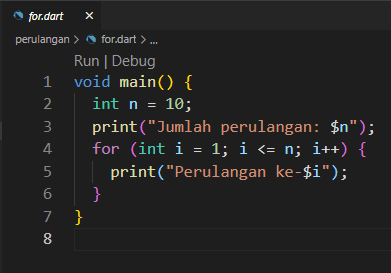 for.dart ×
perulangan > for.dart > ...
Run | Debug
1 void main() {
2   int n = 10;
3   print("Jumlah perulangan: $n");
4   for (int i = 1; i <= n; i++) {
5     print("Perulangan ke-$i");
6   }
7 }
8